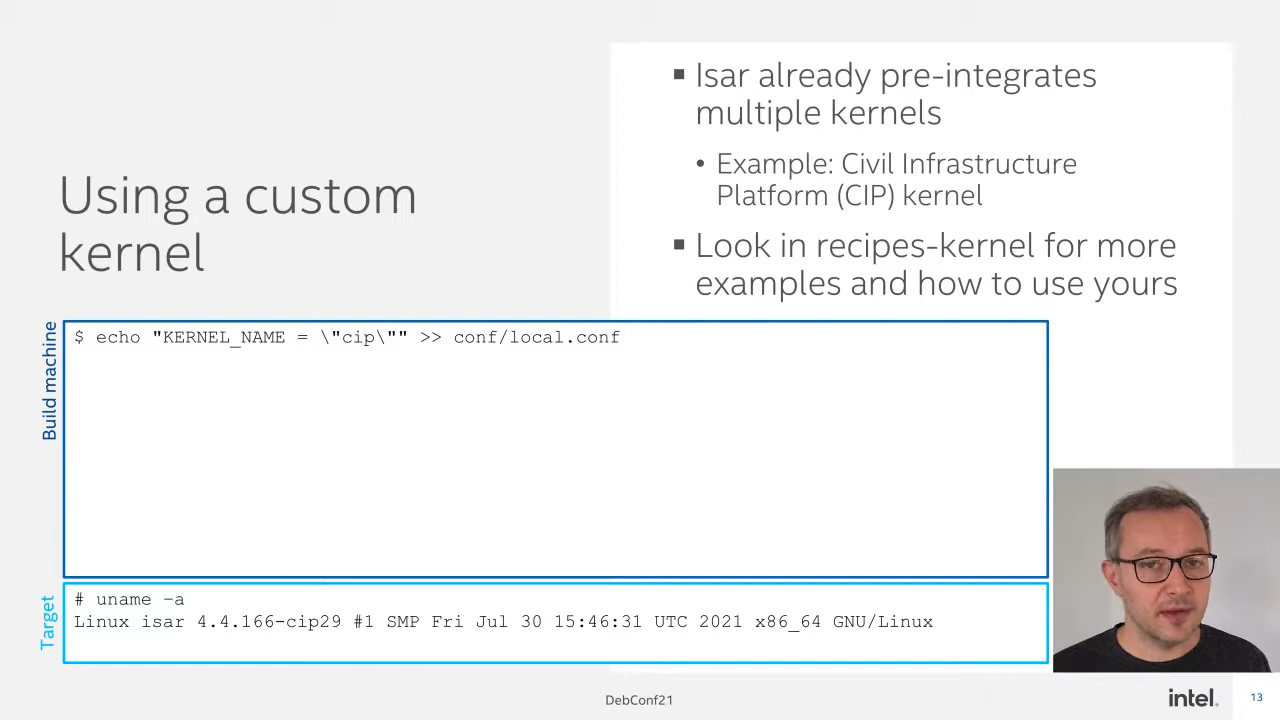 Using a custom
kernel
▪ Isar already pre-integrates
multiple kernels
• Example: Civil Infrastructure
Platform (CIP) kernel
▪ Look in recipes-kernel for more
examples and how to use yours
Build machine
$ echo "KERNEL_NAME = \"cip\"" >> conf/local.conf
Target
# uname –a
Linux isar 4.4.166-cip29 #1 SMP Fri Jul 30 15:46:31 UTC 2021 x86_64 GNU/Linux
DebConf21
intel.
13